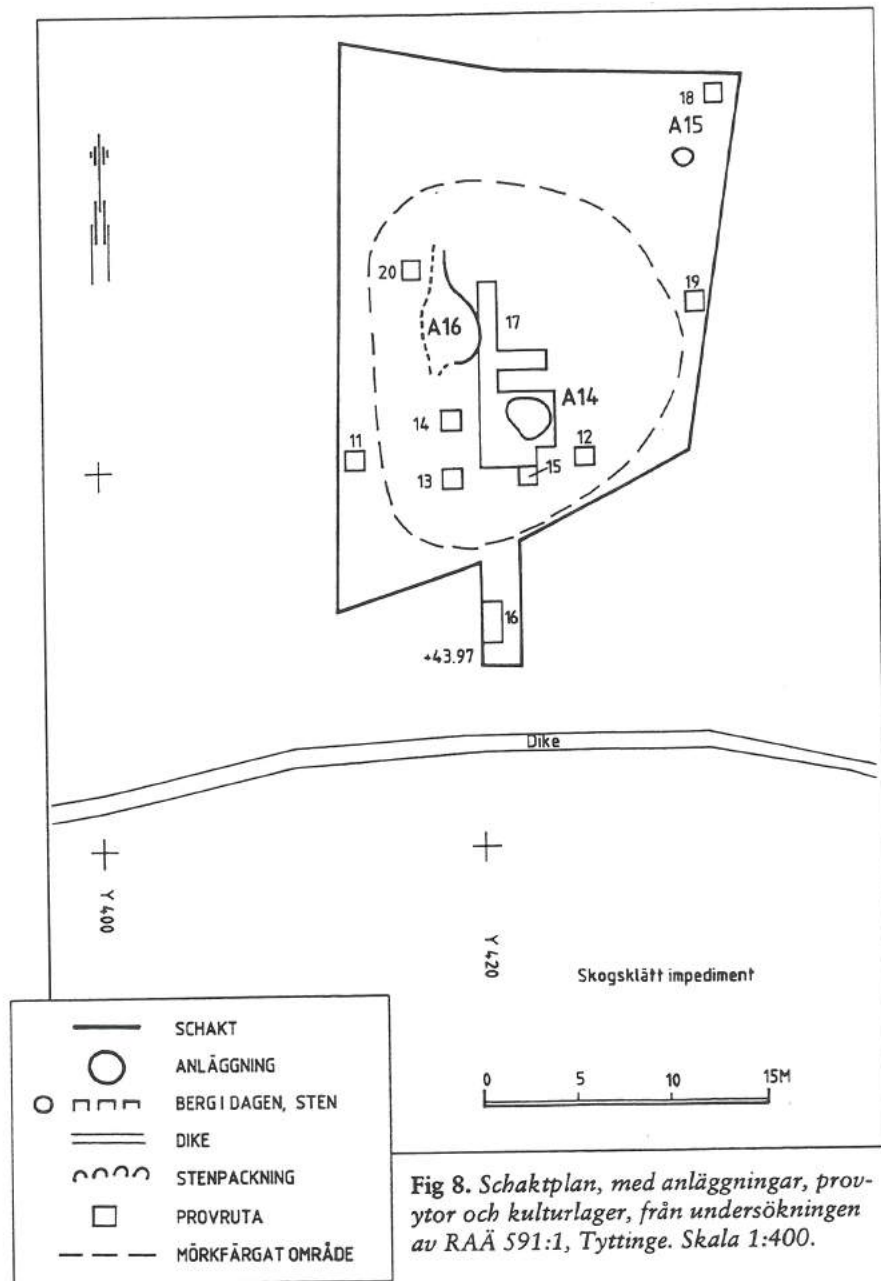 18
A15
20
19
A16
17
A14
14
11
12
13
15
16
+43.97
Dike
Y 400
Y 420
Skogsklätt impediment
SCHAKT
ANLÄGGNING
BERG I DAGEN, STEN
DIKE
STENPACKNING
PROVRUTA
MÖRKFÄRGAT OMRÅDE
0 5 10 15M
Fig 8. Schaktplan, med anläggningar, prov-
ytor och kulturlager, från undersökningen
av RAÄ 591:1, Tyttinge. Skala 1:400.